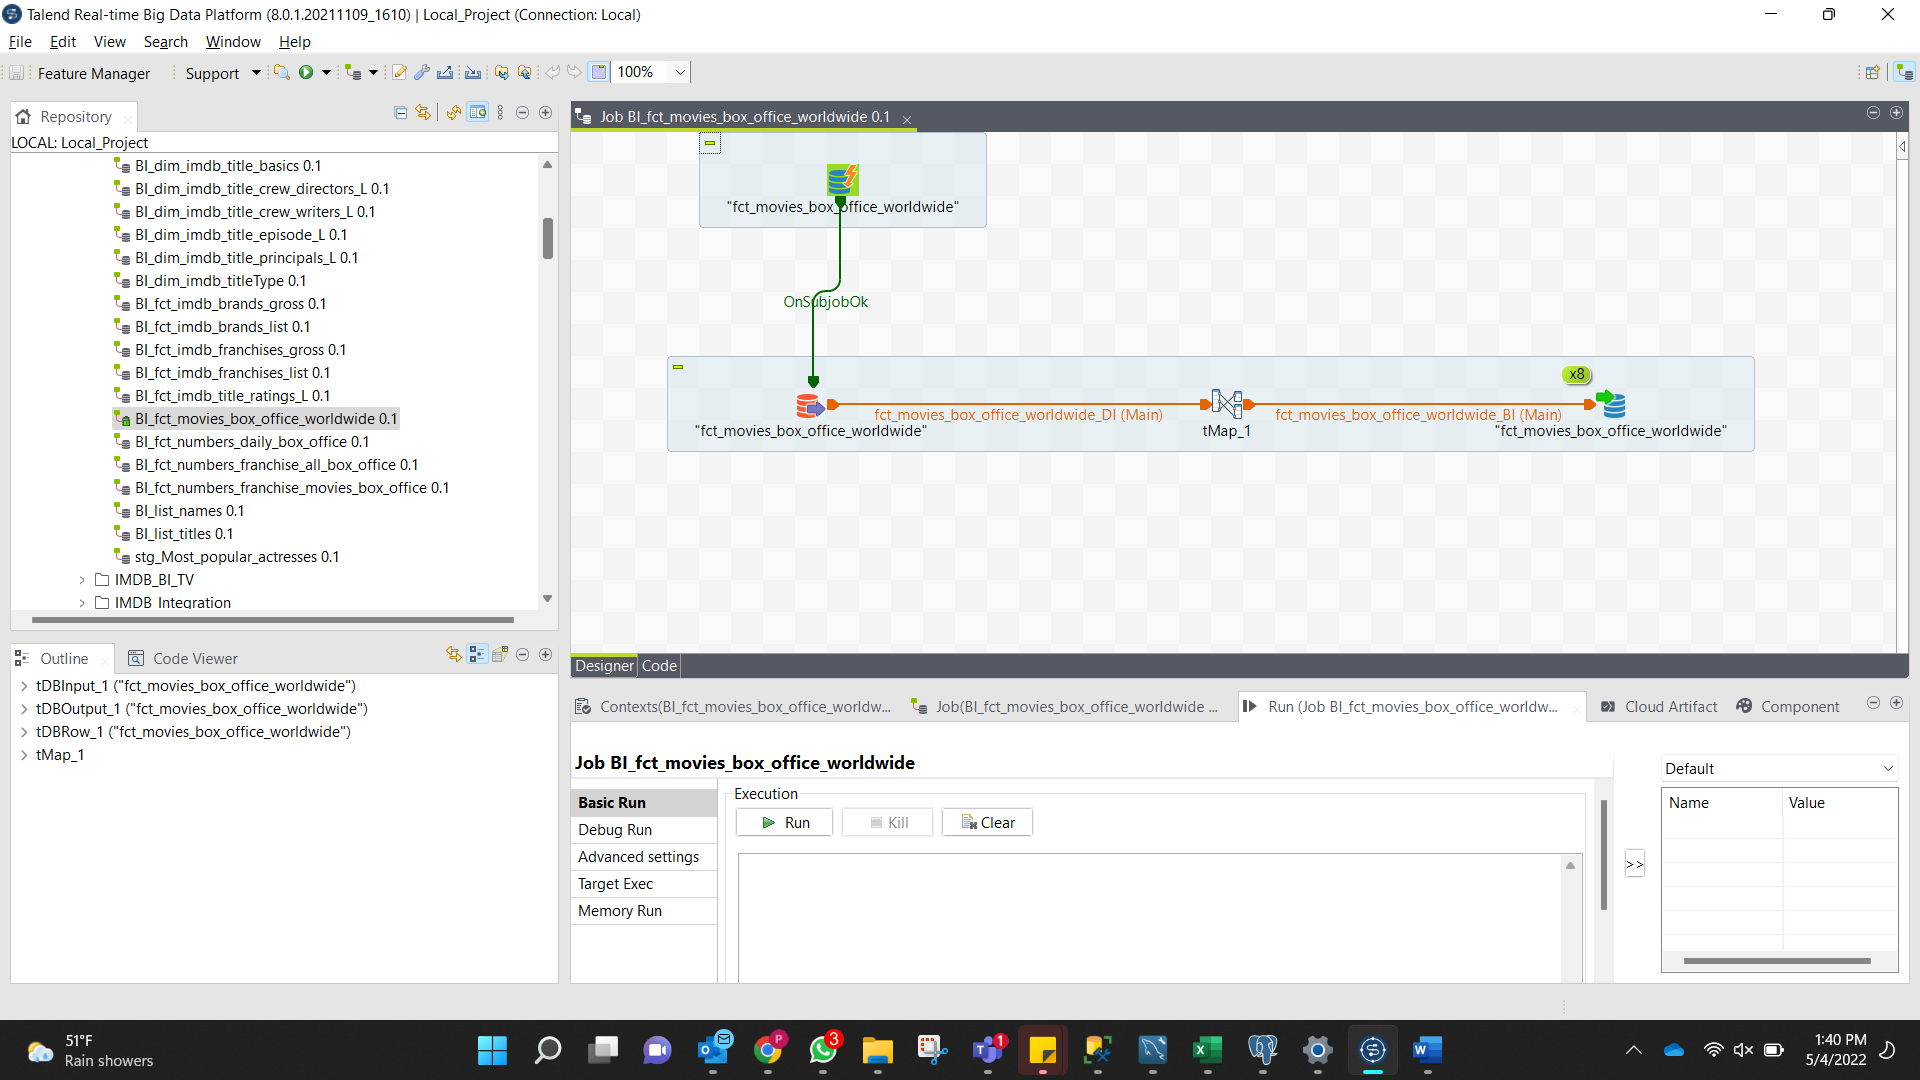 Talend Real-time Big Data Platform (8.0.1.20211109_1610) | Local_Project (Connection: Local)
File Edit View Search Window Help
Feature Manager Support 100%
Repository
LOCAL: Local_Project
BI_dim_imdb_title_basics 0.1
BI_dim_imdb_title_crew_directors_L 0.1
BI_dim_imdb_title_crew_writers_L 0.1
BI_dim_imdb_title_episode_L 0.1
BI_dim_imdb_title_principals_L 0.1
BI_dim_imdb_titleType 0.1
BI_fct_imdb_brands_gross 0.1
BI_fct_imdb_brands_list 0.1
BI_fct_imdb_franchises_gross 0.1
BI_fct_imdb_franchises_list 0.1
BI_fct_imdb_title_ratings_L 0.1
BI_fct_movies_box_office_worldwide 0.1
BI_fct_numbers_daily_box_office 0.1
BI_fct_numbers_franchise_all_box_office 0.1
BI_fct_numbers_franchise_movies_box_office 0.1
BI_list_names 0.1
BI_list_titles 0.1
stg_Most_popular_actresses 0.1
IMDB_BI_TV
IMDB_Integration
Outline Code Viewer
tDBInput_1 ("fct_movies_box_office_worldwide")
tDBOutput_1 ("fct_movies_box_office_worldwide")
tDBRow_1 ("fct_movies_box_office_worldwide")
tMap_1
Job BI_fct_movies_box_office_worldwide 0.1
"fct_movies_box_office_worldwide"
OnSubjobOk
x8
fct_movies_box_office_worldwide_DI (Main) fct_movies_box_office_worldwide_BI (Main)
"fct_movies_box_office_worldwide" tMap_1 "fct_movies_box_office_worldwide"
Designer Code
Contexts(BI_fct_movies_box_office_worldw... Job(BI_fct_movies_box_office_worldwide ... Run (Job BI_fct_movies_box_office_worldw... Cloud Artifact Component
Job BI_fct_movies_box_office_worldwide
Basic Run
Debug Run
Advanced settings
Target Exec
Memory Run
Execution
Run Kill Clear
>>
Default
Name Value
51°F
Rain showers
P
3
1
1:40 PM
5/4/2022